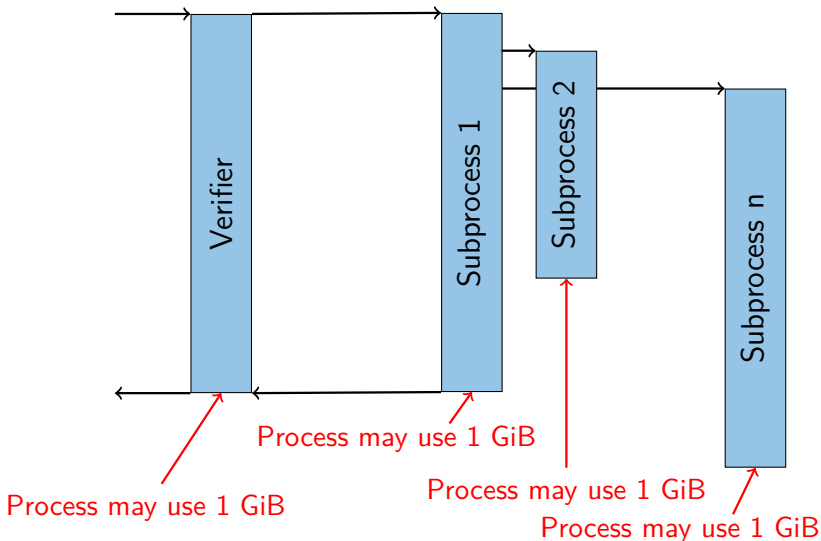 Verifier
Subprocess 1
Subprocess 2
Subprocess n
Process may use 1 GiB
Process may use 1 GiB
Process may use 1 GiB
Process may use 1 GiB